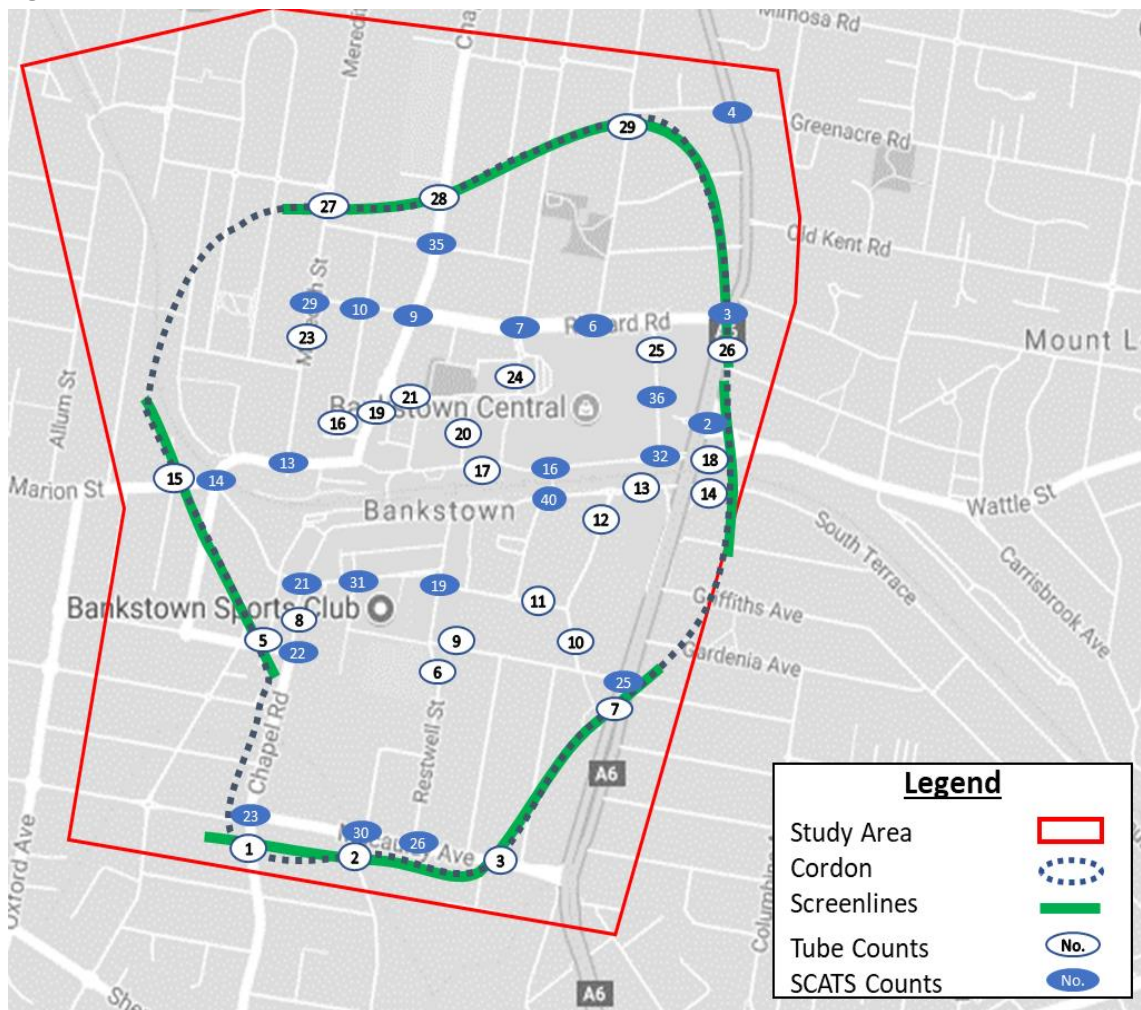 Mimosa Rd
4
Greenacre Rd
29
27
28
35
Old Kent Rd
29
10
9
7
6
3
Mount L
23
25
26
24
36
Allum St
21
Bankstown Central
16
19
20
2
13
17
16
32
18
Marion St
15
14
40
13
14
Wattle St
Bankstown
12
South Terrace
Carrisbrook Ave
21
31
19
Bankstown Sports Club
8
11
Griffiths Ave
5
22
9
10
Gardenia Ave
6
25
7
Chapel Rd
Restwell St
A6
23
30
26
1
2
3
Oxford Ave
A6
Legend
Study Area
Cordon
Screenlines
Tube Counts No.
SCATS Counts No.